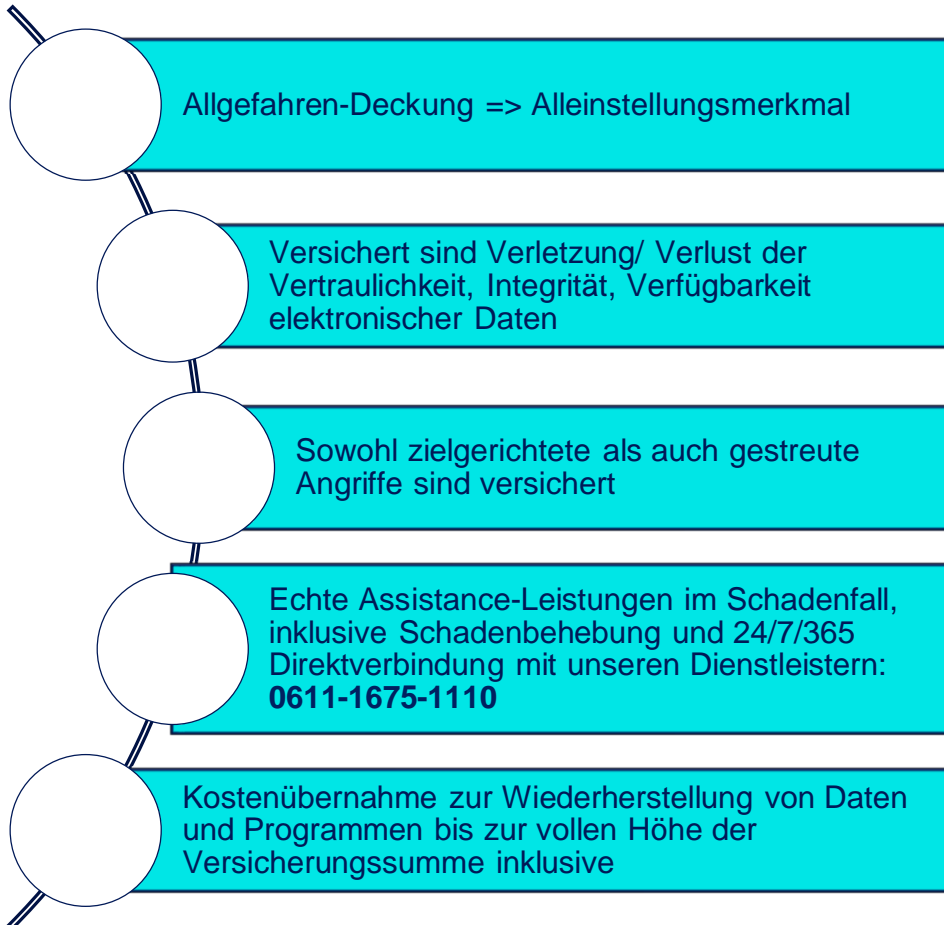 Allgefahren-Deckung => Alleinstellungsmerkmal
Versichert sind Verletzung/ Verlust der
Vertraulichkeit, Integrität, Verfügbarkeit
elektronischer Daten
Sowohl zielgerichtete als auch gestreute
Angriffe sind versichert
Echte Assistance-Leistungen im Schadenfall,
inklusive Schadenbehebung und 24/7/365
Direktverbindung mit unseren Dienstleistern:
0611-1675-1110
Kostenübernahme zur Wiederherstellung von Daten
und Programmen bis zur vollen Höhe der
Versicherungssumme inklusive